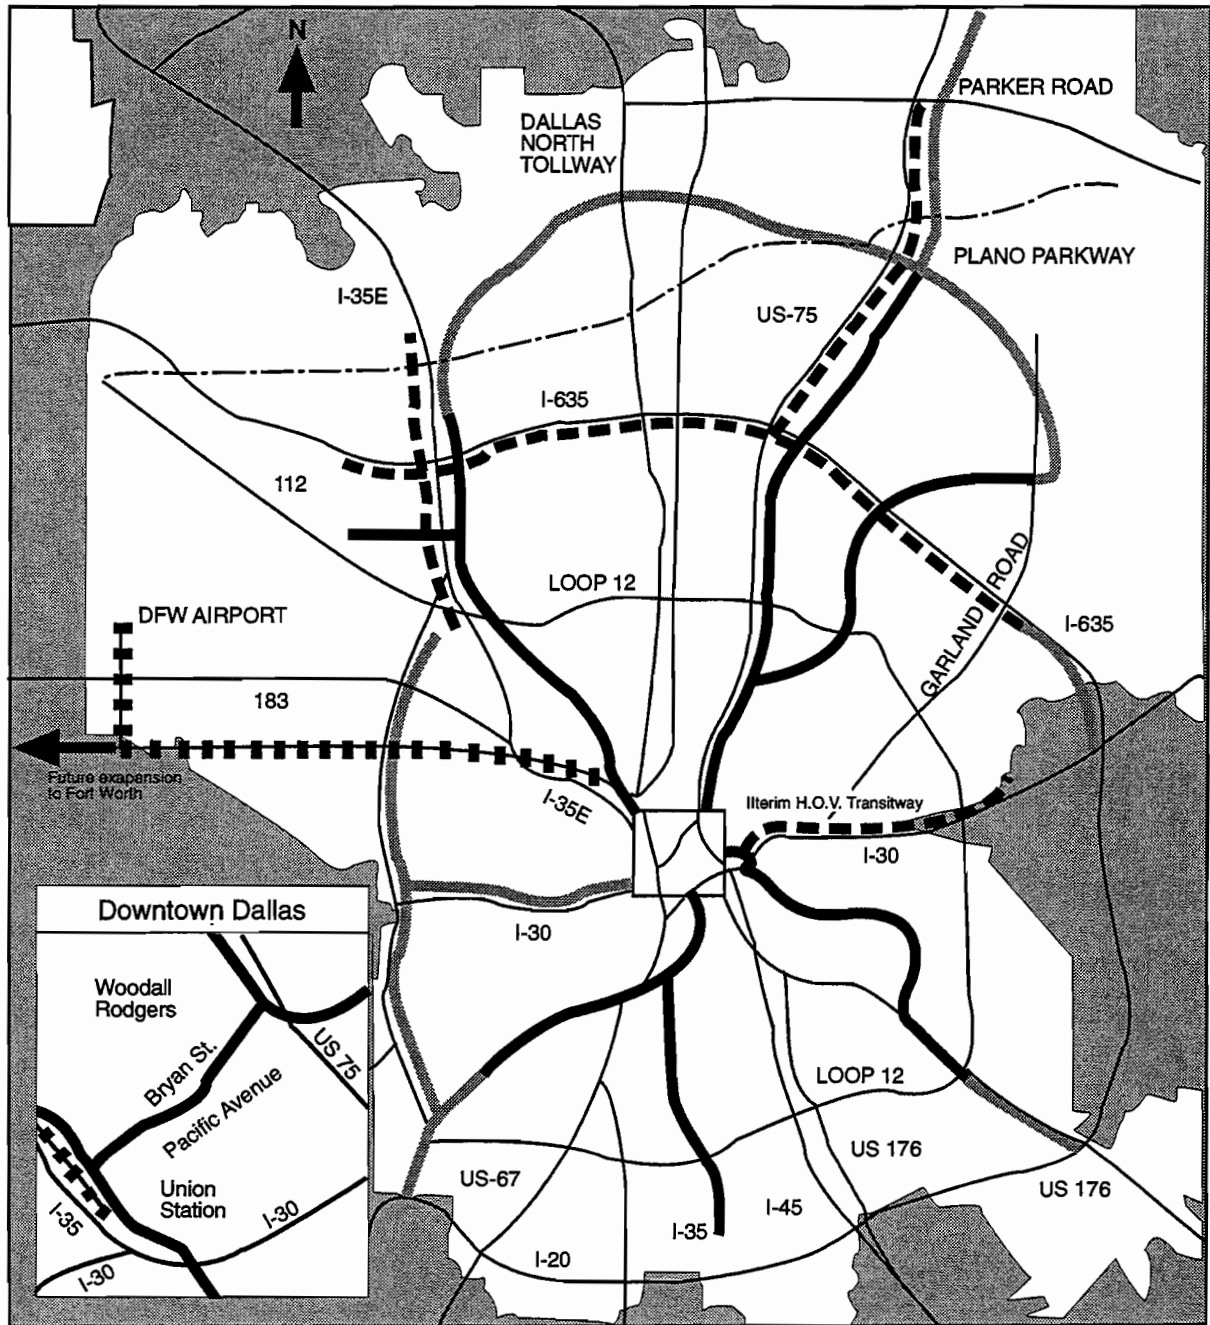 N
PARKER ROAD
DALLAS
NORTH
TOLLWAY
PLANO PARKWAY
I-35E
US-75
I-635
112
LOOP 12
GARLAND ROAD
DFW AIRPORT
I-635
183
Future exapension
to Fort Worth
I-35E
Ilterim H.O.V. Transitway
I-30
I-30
Downtown Dallas
Woodall
Rodgers
US 75
Bryan St.
Pacific Avenue
Union
Station
I-35
I-30
I-30
LOOP 12
US 176
US-67
US 176
I-45
I-35
I-20